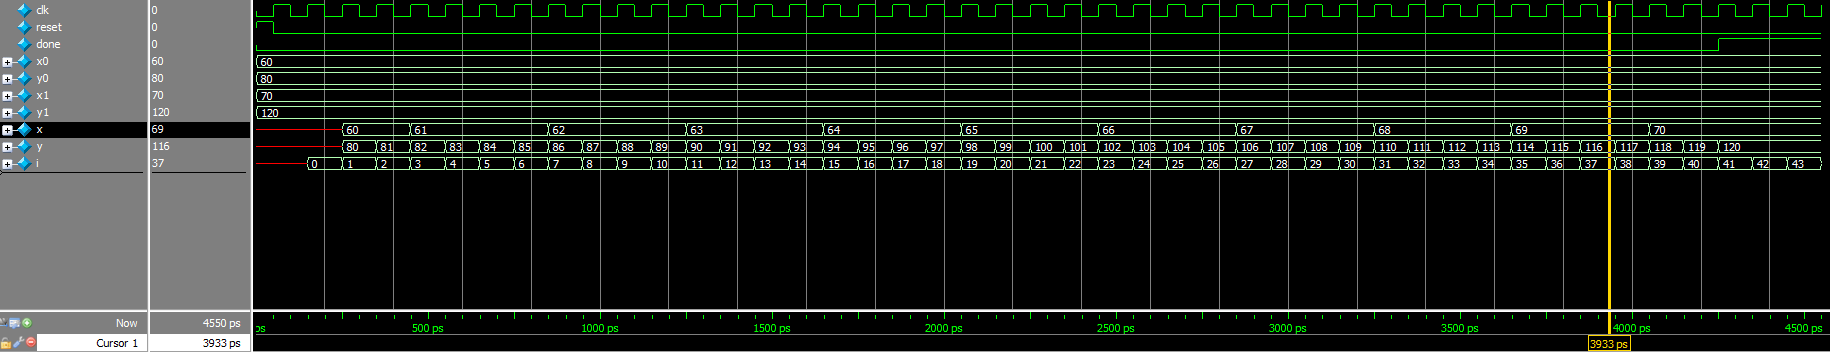 clk 0
reset 0
done 0
x0 60 60
y0 80 80
x1 70 70
y1 120 120
x 69 60 61 62 63 64 65 66 67 68 69 70
y 116 80 81 82 83 84 85 86 87 88 89 90 91 92 93 94 95 96 97 98 99 100 101 102 103 104 105 106 107 108 109 110 111 112 113 114 115 116 117 118 119 120
i 37 0 1 2 3 4 5 6 7 8 9 10 11 12 13 14 15 16 17 18 19 20 21 22 23 24 25 26 27 28 29 30 31 32 33 34 35 36 37 38 39 40 41 42 43
Now 4550 ps ps 500 ps 1000 ps 1500 ps 2000 ps 2500 ps 3000 ps 3500 ps 4000 ps 4500 ps
Cursor 1 3933 ps 3933 ps